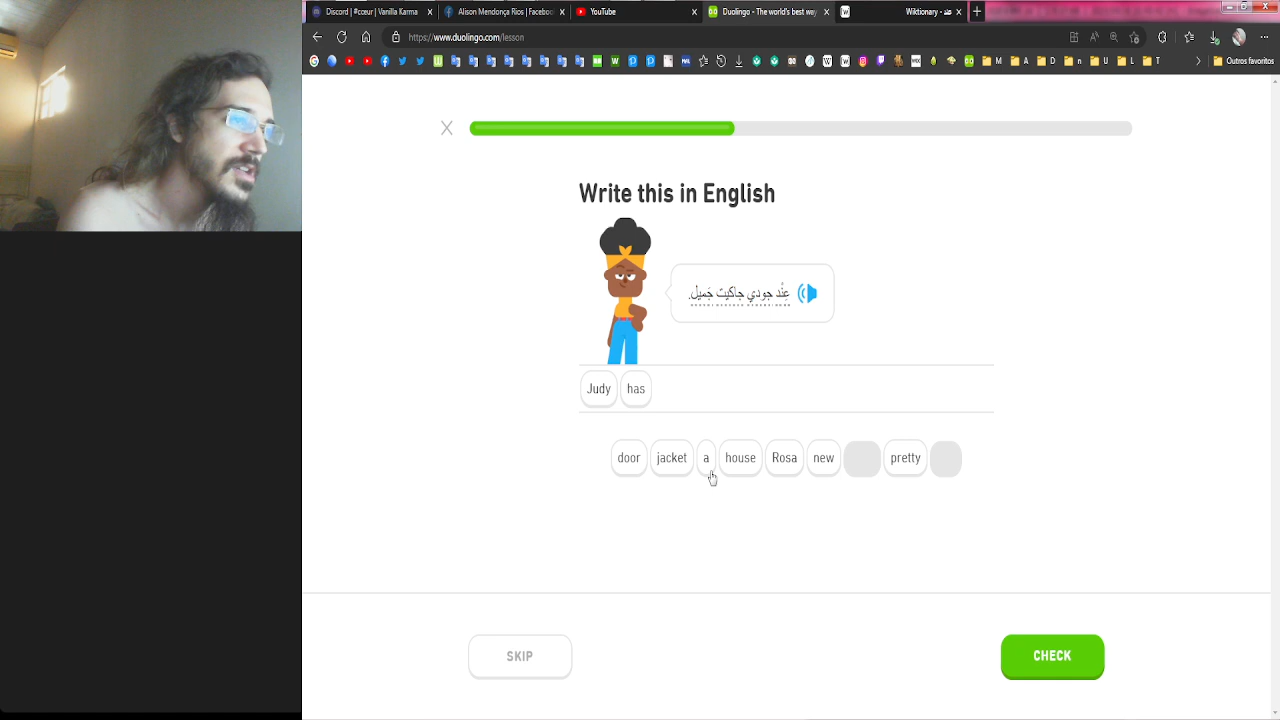 Discord | #cœur | Vanilla Karma
Alison Mendonça Rios | Facebo
YouTube
Duolingo - The world's best way
Wiktionary
https://www.duolingo.com/lesson
M A D n U L T Outros favoritos
X
Write this in English
عِنْد جودي جاكيت جَميل.
Judy has
door jacket a house Rosa new pretty
SKIP CHECK